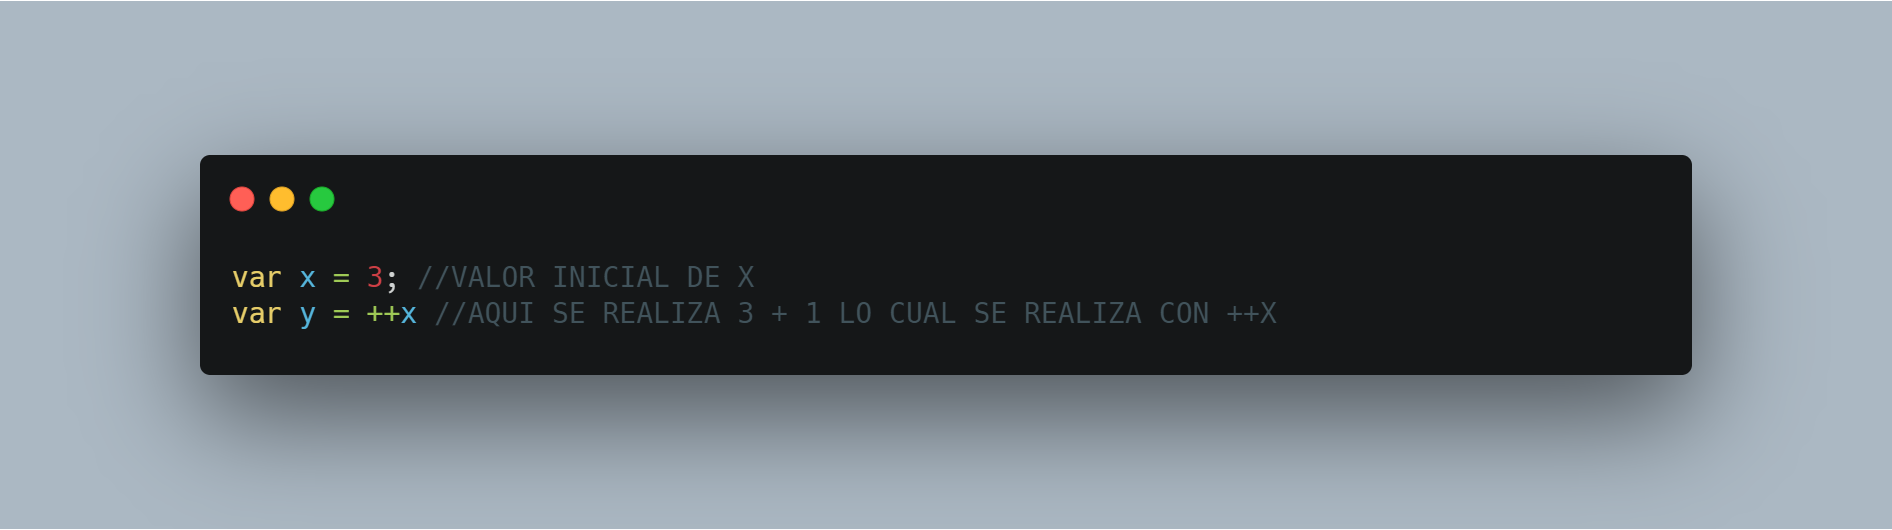 var x = 3; //VALOR INICIAL DE X
var y = ++x //AQUI SE REALIZA 3 + 1 LO CUAL SE REALIZA CON ++X